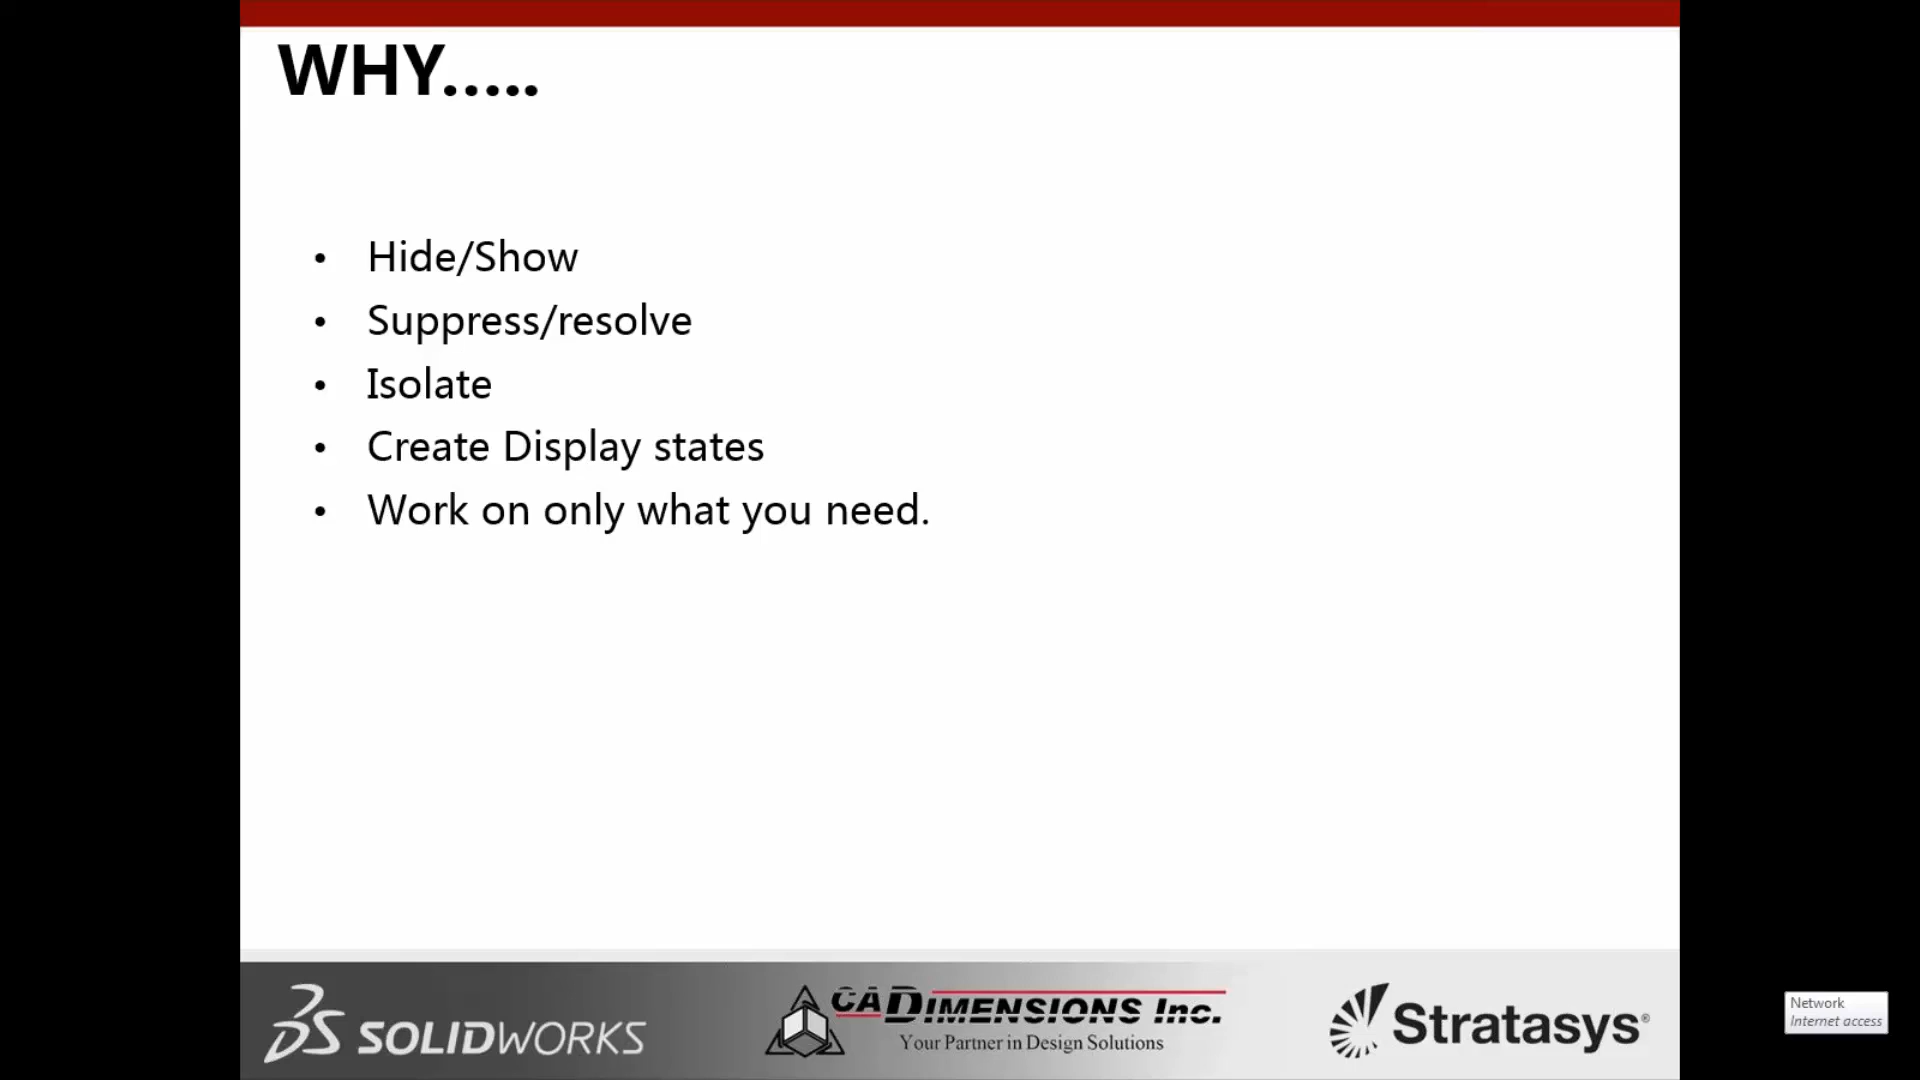 WHY.....
• Hide/Show
• Suppress/resolve
• Isolate
• Create Display states
• Work on only what you need.
SOLIDWORKS
CADIMENSIONS Inc.
Your Partner in Design Solutions
Stratasys®
Network
Internet access